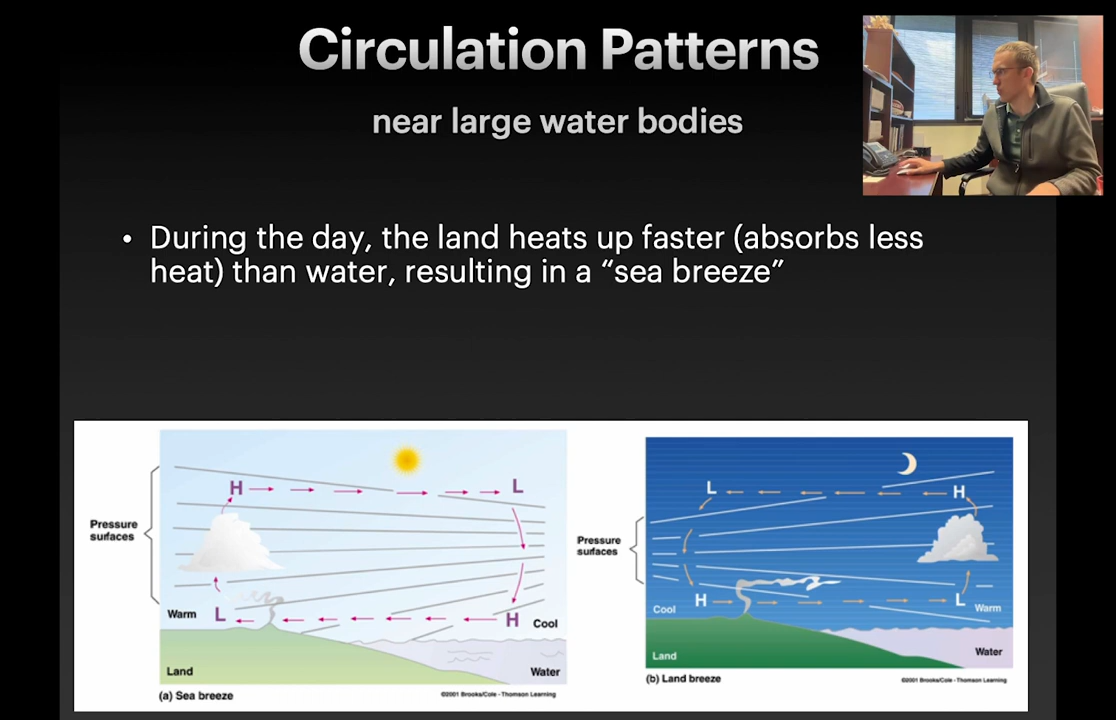 Circulation Patterns
near large water bodies
• During the day, the land heats up faster (absorbs less
heat) than water, resulting in a “sea breeze”
H
L
Pressure
surfaces
Warm
L
H
Cool
Land
Water
(a) Sea breeze
©2001 Brooks/Cole - Thomson Learning
L
H
Pressure
surfaces
Cool
H
L
Warm
Land
Water
(b) Land breeze
©2001 Brooks/Cole - Thomson Learning